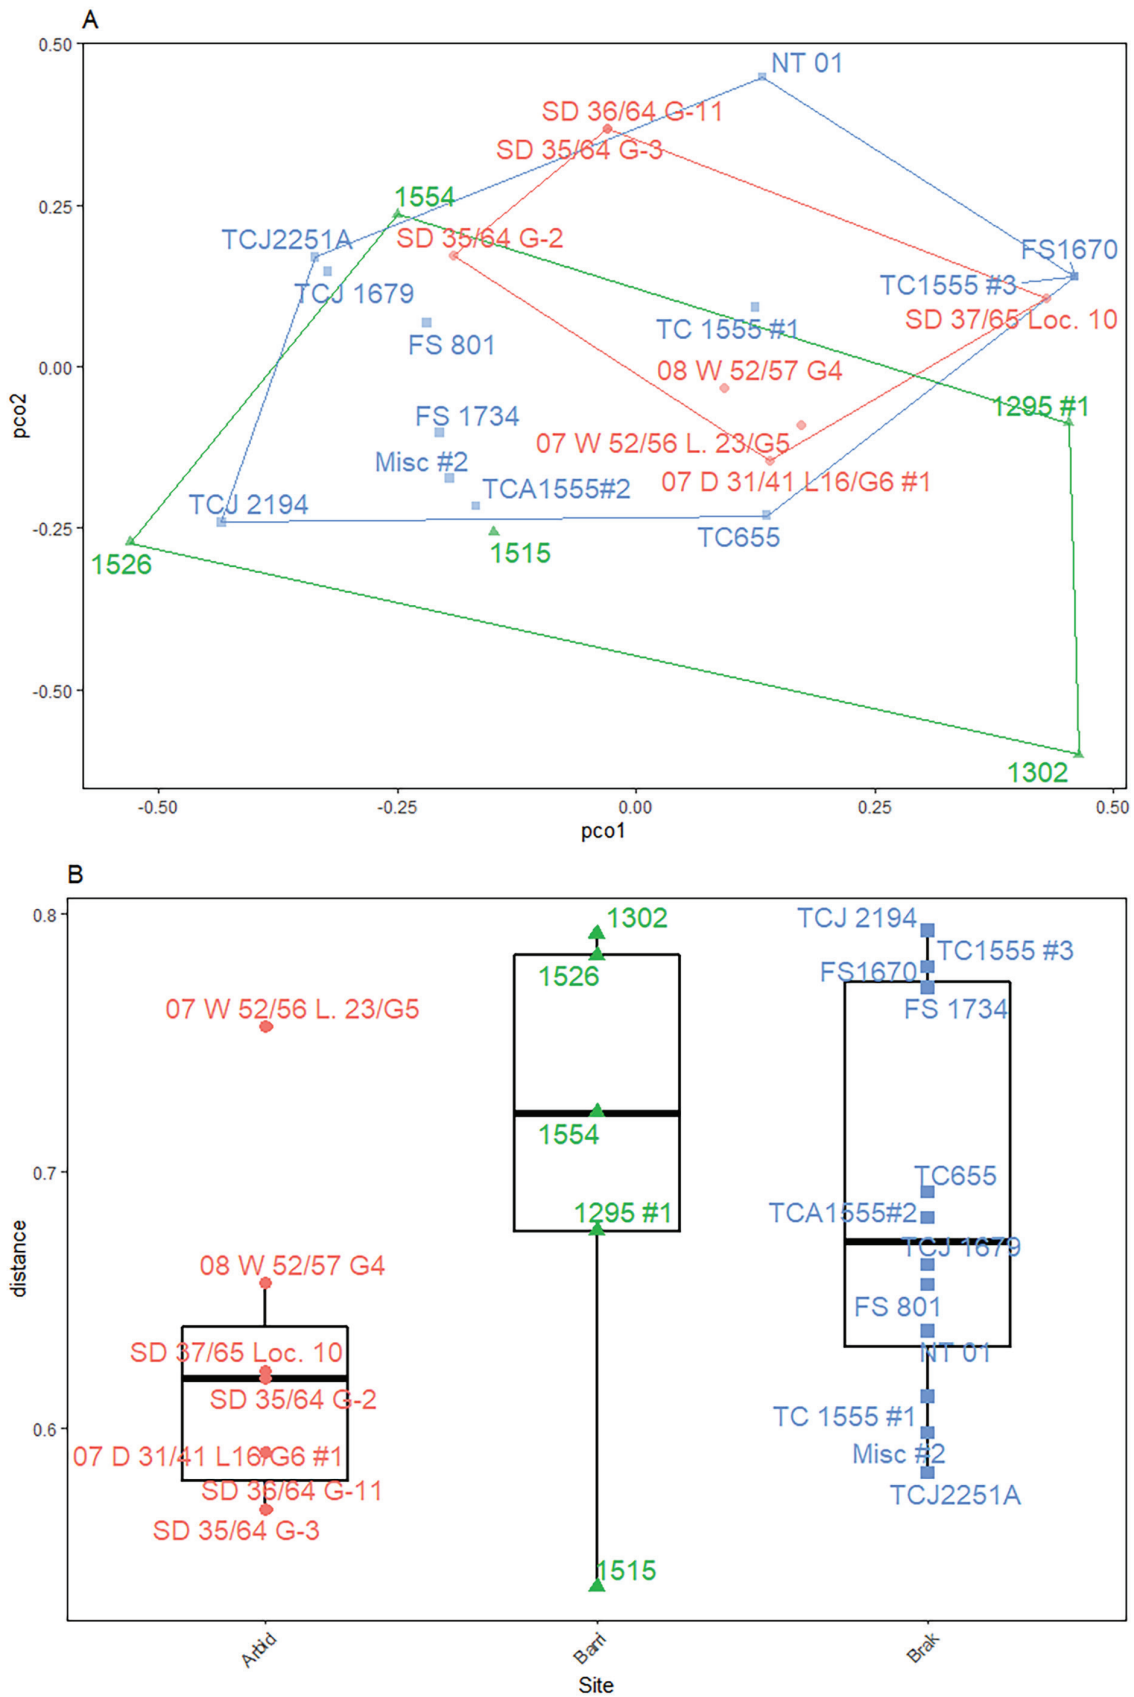 A
0.50
NT 01
SD 36/64 G-11
SD 35/64 G-3
0.25
1554
TCJ2251A
SD 35/64 G-2
FS1670
TCJ 1679
TC1555 #3
SD 37/65 Loc. 10
TC 1555 #1
FS 801
0.00
08 W 52/57 G4
pco2
1295 #1
FS 1734
07 W 52/56 L. 23/G5
Misc #2
07 D 31/41 L16/G6 #1
TCA1555#2
TCJ 2194
-0.25
TC655
1526
1515
-0.50
1302
-0.50 -0.25 0.00 0.25 0.50
pco1
B
0.8
1302
TCJ 2194
TC1555 #3
1526
FS1670
07 W 52/56 L. 23/G5
FS 1734
1554
0.7
TC655
1295 #1
TCA1555#2
distance
TCJ 1679
08 W 52/57 G4
FS 801
SD 37/65 Loc. 10
NT 01
SD 35/64 G-2
0.6
TC 1555 #1
07 D 31/41 L16/G6 #1
Misc #2
SD 36/64 G-11
TCJ2251A
SD 35/64 G-3
1515
Arbid Barri Brak
Site